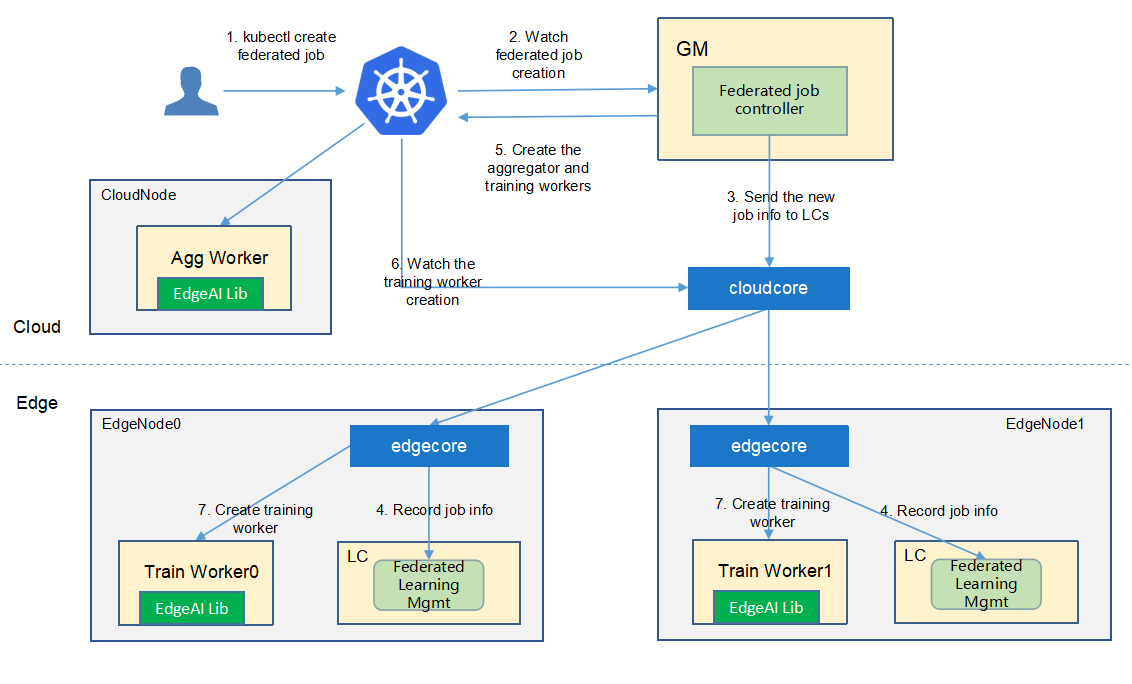 1. kubectl create
federated job
2. Watch
federated job
creation
GM
Federated job
controller
5. Create the
aggregator and
training workers
3. Send the new
job info to LCs
CloudNode
Agg Worker
EdgeAI Lib
6. Watch the
training worker
creation
cloudcore
Cloud
Edge
EdgeNode0
edgecore
7. Create training
worker
4. Record job info
Train Worker0
EdgeAI Lib
LC
Federated
Learning
Mgmt
EdgeNode1
edgecore
7. Create training
worker
4. Record job info
Train Worker1
EdgeAI Lib
LC
Federated
Learning
Mgmt